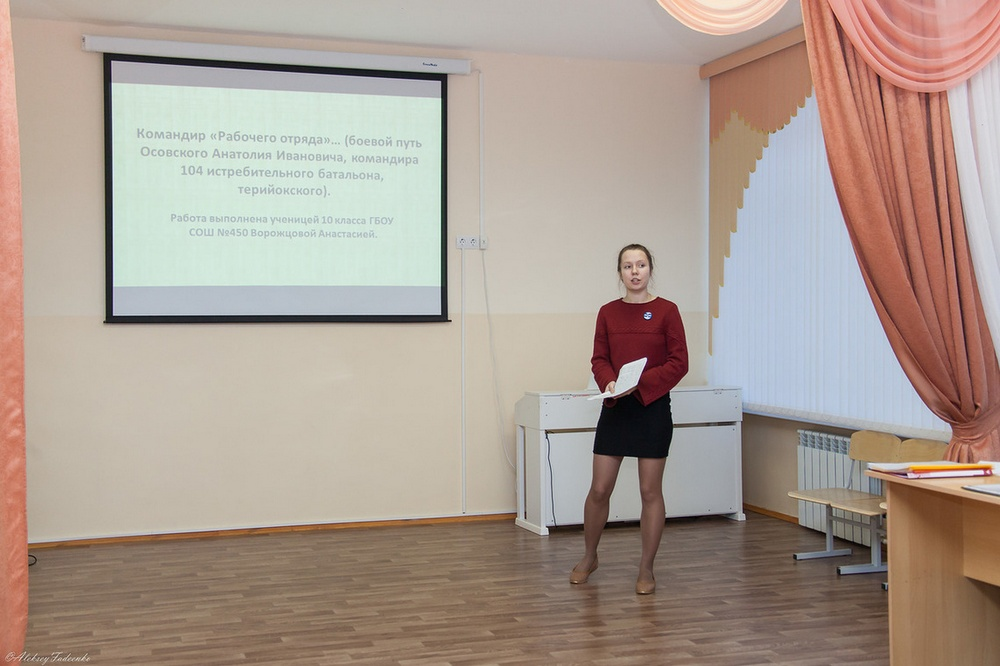 Командир «Рабочего отряда»... (боевой путь
Осовского Анатолия Ивановича, командира
104 истребительного батальона,
терийокского).
Работа выполнена ученицей 10 класса ГБОУ
СОШ №450 Ворожцовой Анастасией.
©Aleksey Fadeenko